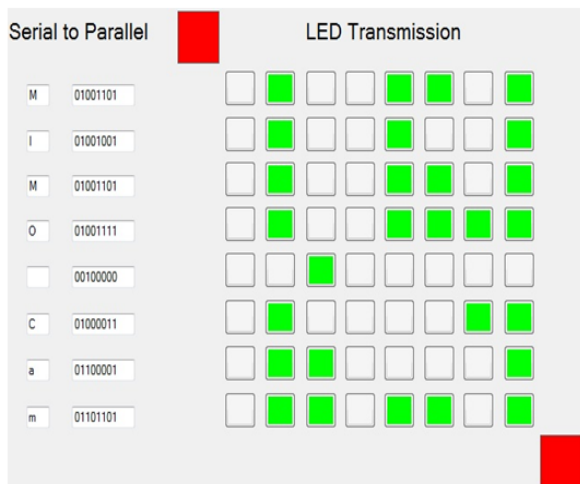 Serial to Parallel LED Transmission
M 01001101
I 01001001
M 01001101
O 01001111
00100000
C 01000011
a 01100001
m 01101101